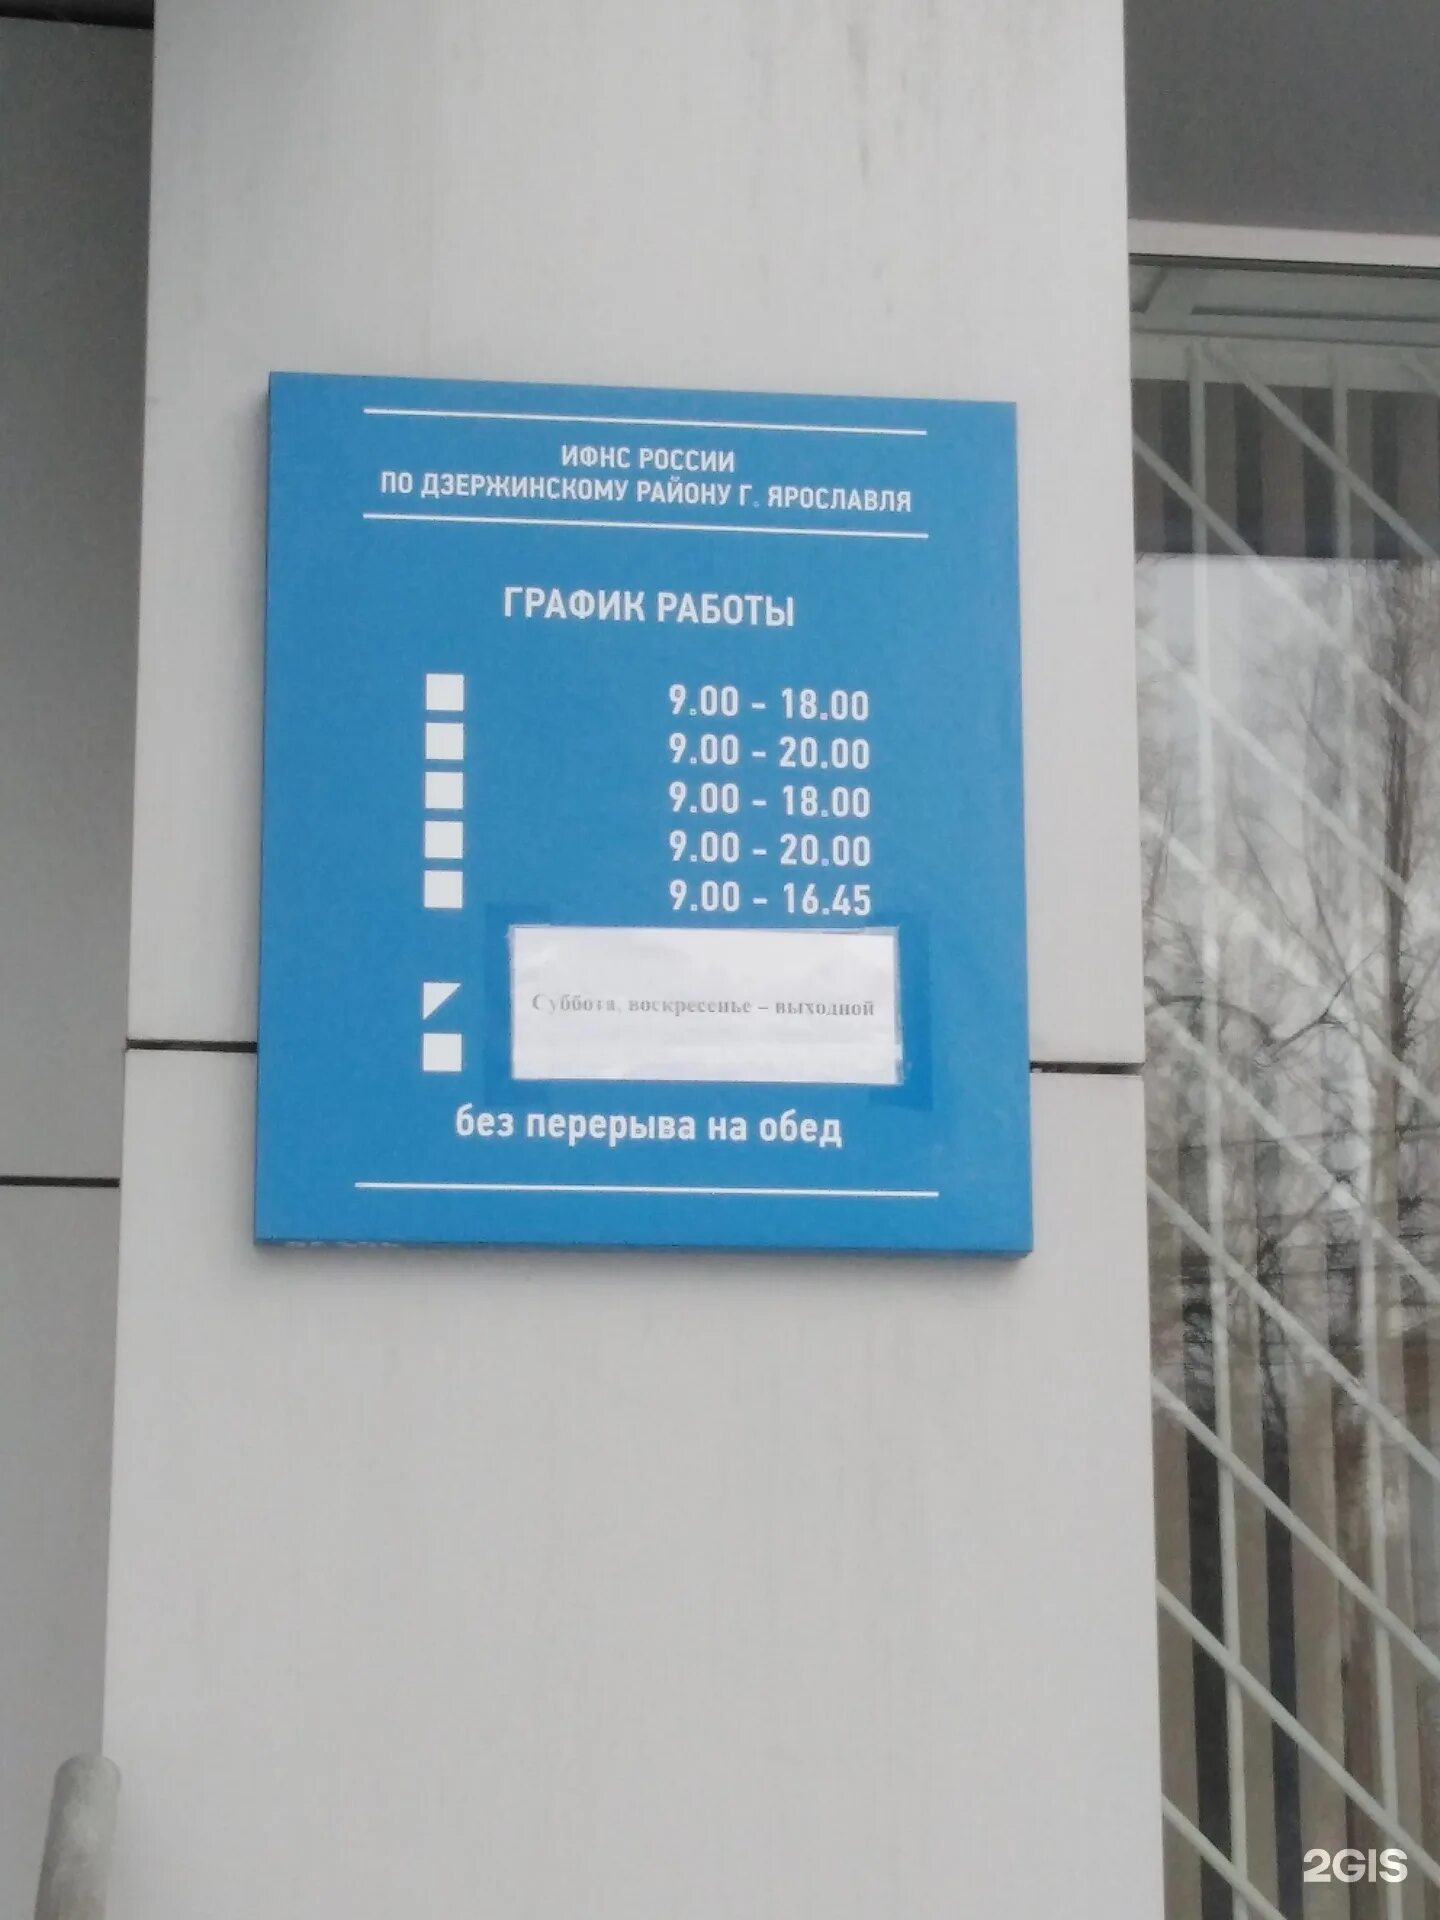 ИФНС РОССИИ
ПО ДЗЕРЖИНСКОМУ РАЙОНУ Г. ЯРОСЛАВЛЯ
ГРАФИК РАБОТЫ
9.00 - 18.00
9.00 - 20.00
9.00 - 18.00
9.00 - 20.00
9.00 - 16.45
Суббота, воскресенье – выходной
без перерыва на обед
2GIS